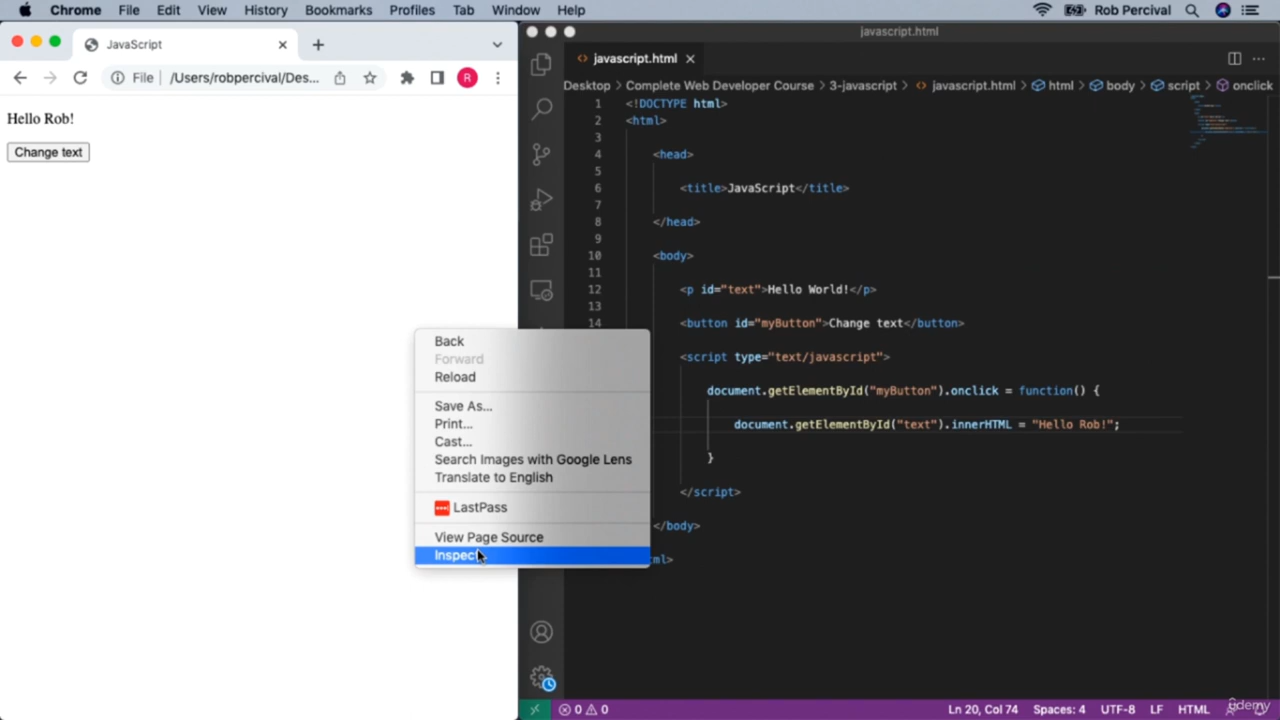 Chrome File Edit View History Bookmarks Profiles Tab Window Help Rob Percival
JavaScript
File /Users/robpercival/Des... R
Hello Rob!
Change text
Back
Forward
Reload
Save As...
Print...
Cast...
Search Images with Google Lens
Translate to English
LastPass
View Page Source
Inspect
javascript.html
javascript.html
Desktop > Complete Web Developer Course > 3-javascript > javascript.html > html > body > script > onclick
1 <!DOCTYPE html>
2 <html>
3
4 <head>
5
6 <title>JavaScript</title>
7
8 </head>
9
10 <body>
11
12 <p id="text">Hello World!</p>
13
14 <button id="myButton">Change text</button>
<script type="text/javascript">
document.getElementById("myButton").onclick = function() {
document.getElementById("text").innerHTML = "Hello Rob!";
}
</script>
</body>
ml>
0 0 Ln 20, Col 74 Spaces: 4 UTF-8 LF HTML
ûdemy